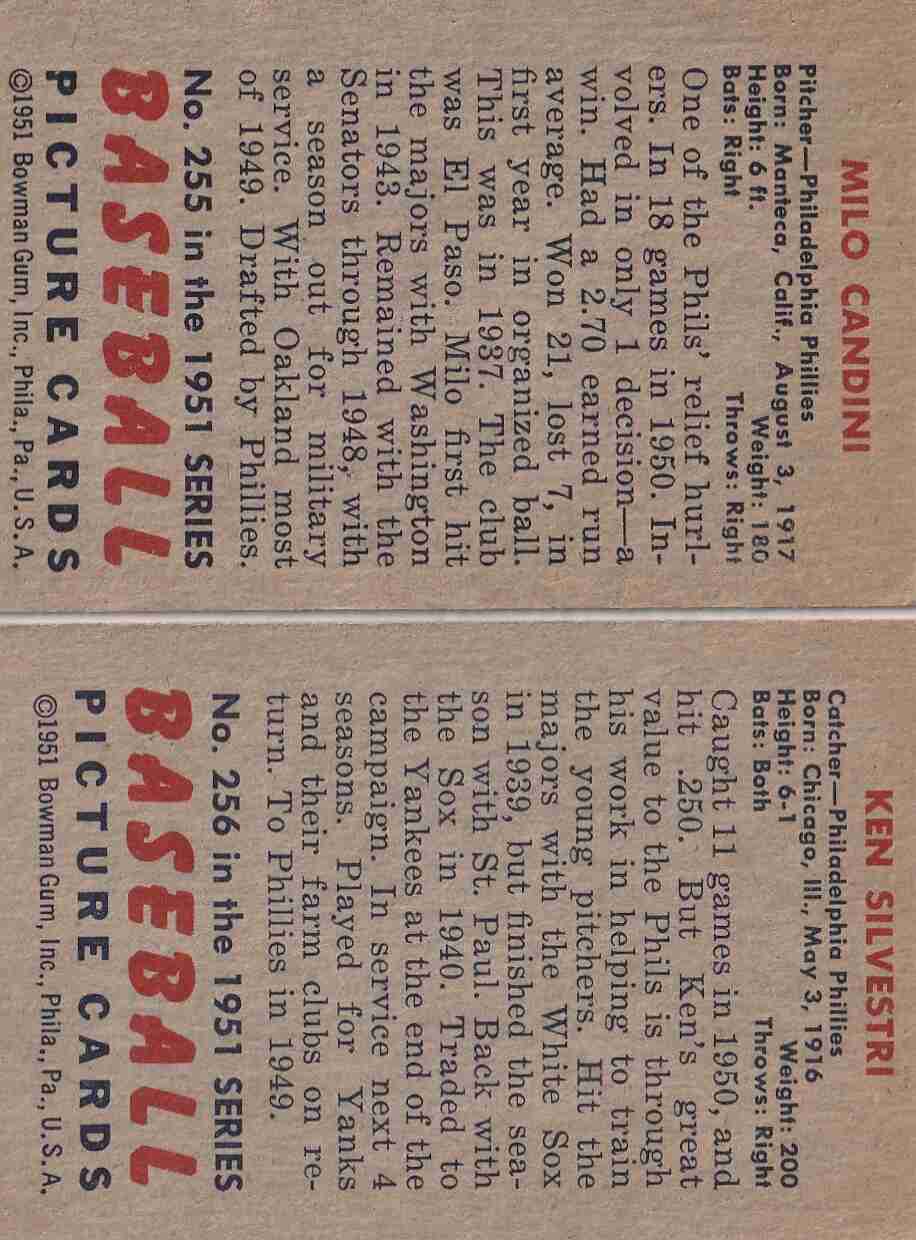 MILO CANDINI
Pitcher—Philadelphia Phillies
Born: Manteca, Calif., August 3, 1917
Height: 6 ft. Weight: 180
Bats: Right Throws: Right
One of the Phils' relief hurl-
ers. In 18 games in 1950. In-
volved in only 1 decision—a
win. Had a 2.70 earned run
average. Won 21, lost 7, in
first year in organized ball.
This was in 1937. The club
was El Paso. Milo first hit
the majors with Washington
in 1943. Remained with the
Senators through 1948, with
a season out for military
service. With Oakland most
of 1949. Drafted by Phillies.
No. 255 in the 1951 SERIES
BASEBALL
PICTURE CARDS
©1951 Bowman Gum, Inc., Phila., Pa., U.S.A.
KEN SILVESTRI
Catcher—Philadelphia Phillies
Born: Chicago, Ill., May 3, 1916
Height: 6-1 Weight: 200
Bats: Both Throws: Right
Caught 11 games in 1950, and
hit .250. But Ken's great
value to the Phils is through
his work in helping to train
the young pitchers. Hit the
majors with the White Sox
in 1939, but finished the sea-
son with St. Paul. Back with
the Sox in 1940. Traded to
the Yankees at the end of the
campaign. In service next 4
seasons. Played for Yanks
and their farm clubs on re-
turn. To Phillies in 1949.
No. 256 in the 1951 SERIES
BASEBALL
PICTURE CARDS
©1951 Bowman Gum, Inc., Phila., Pa., U.S.A.